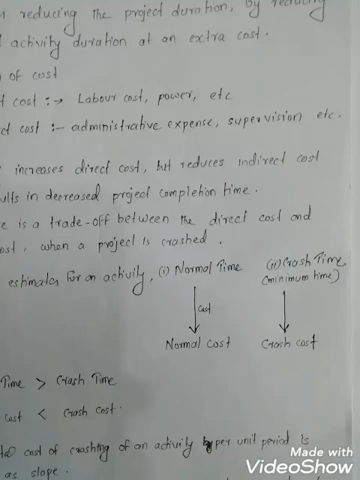 reducing the project duration, by reducing
activity duration at an extra cost.
of cost
cost :→ Labour cost, power, etc
cost :- administrative expense, supervision etc.
increases direct cost, but reduces indirect cost
in decreased project completion time.
is a trade-off between the direct cost and
when a project is crashed.
estimates for an activity, (i) Normal Time (ii) Crash Time
(minimum time)
Cost
Normal Cost Crash cost
Time > Crash Time
Cost < Crash cost.
cost of crashing of an activity per unit period is
as slope.
Made with
VideoShow